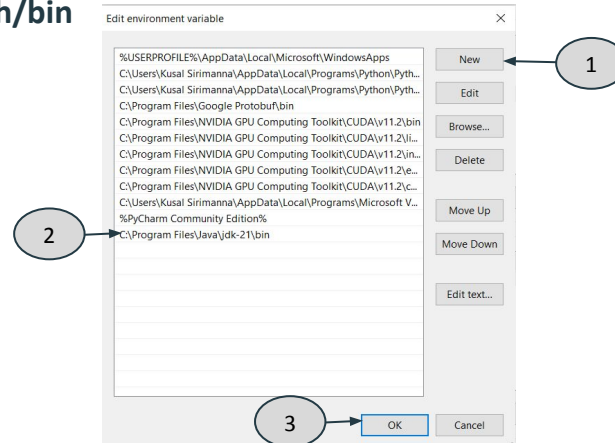 h/bin
Edit environment variable
%USERPROFILE%\AppData\Local\Microsoft\WindowsApps
C:\Users\Kusal Sirimanna\AppData\Local\Programs\Python\Pyth...
C:\Users\Kusal Sirimanna\AppData\Local\Programs\Python\Pyth...
C:\Program Files\Google Protobuf\bin
C:\Program Files\NVIDIA GPU Computing Toolkit\CUDA\v11.2\bin
C:\Program Files\NVIDIA GPU Computing Toolkit\CUDA\v11.2\li...
C:\Program Files\NVIDIA GPU Computing Toolkit\CUDA\v11.2\in...
C:\Program Files\NVIDIA GPU Computing Toolkit\CUDA\v11.2\e...
C:\Program Files\NVIDIA GPU Computing Toolkit\CUDA\v11.2\c...
C:\Users\Kusal Sirimanna\AppData\Local\Programs\Microsoft V...
%PyCharm Community Edition%
C:\Program Files\Java\jdk-21\bin
New
Edit
Browse...
Delete
Move Up
Move Down
Edit text...
OK
Cancel
1
2
3